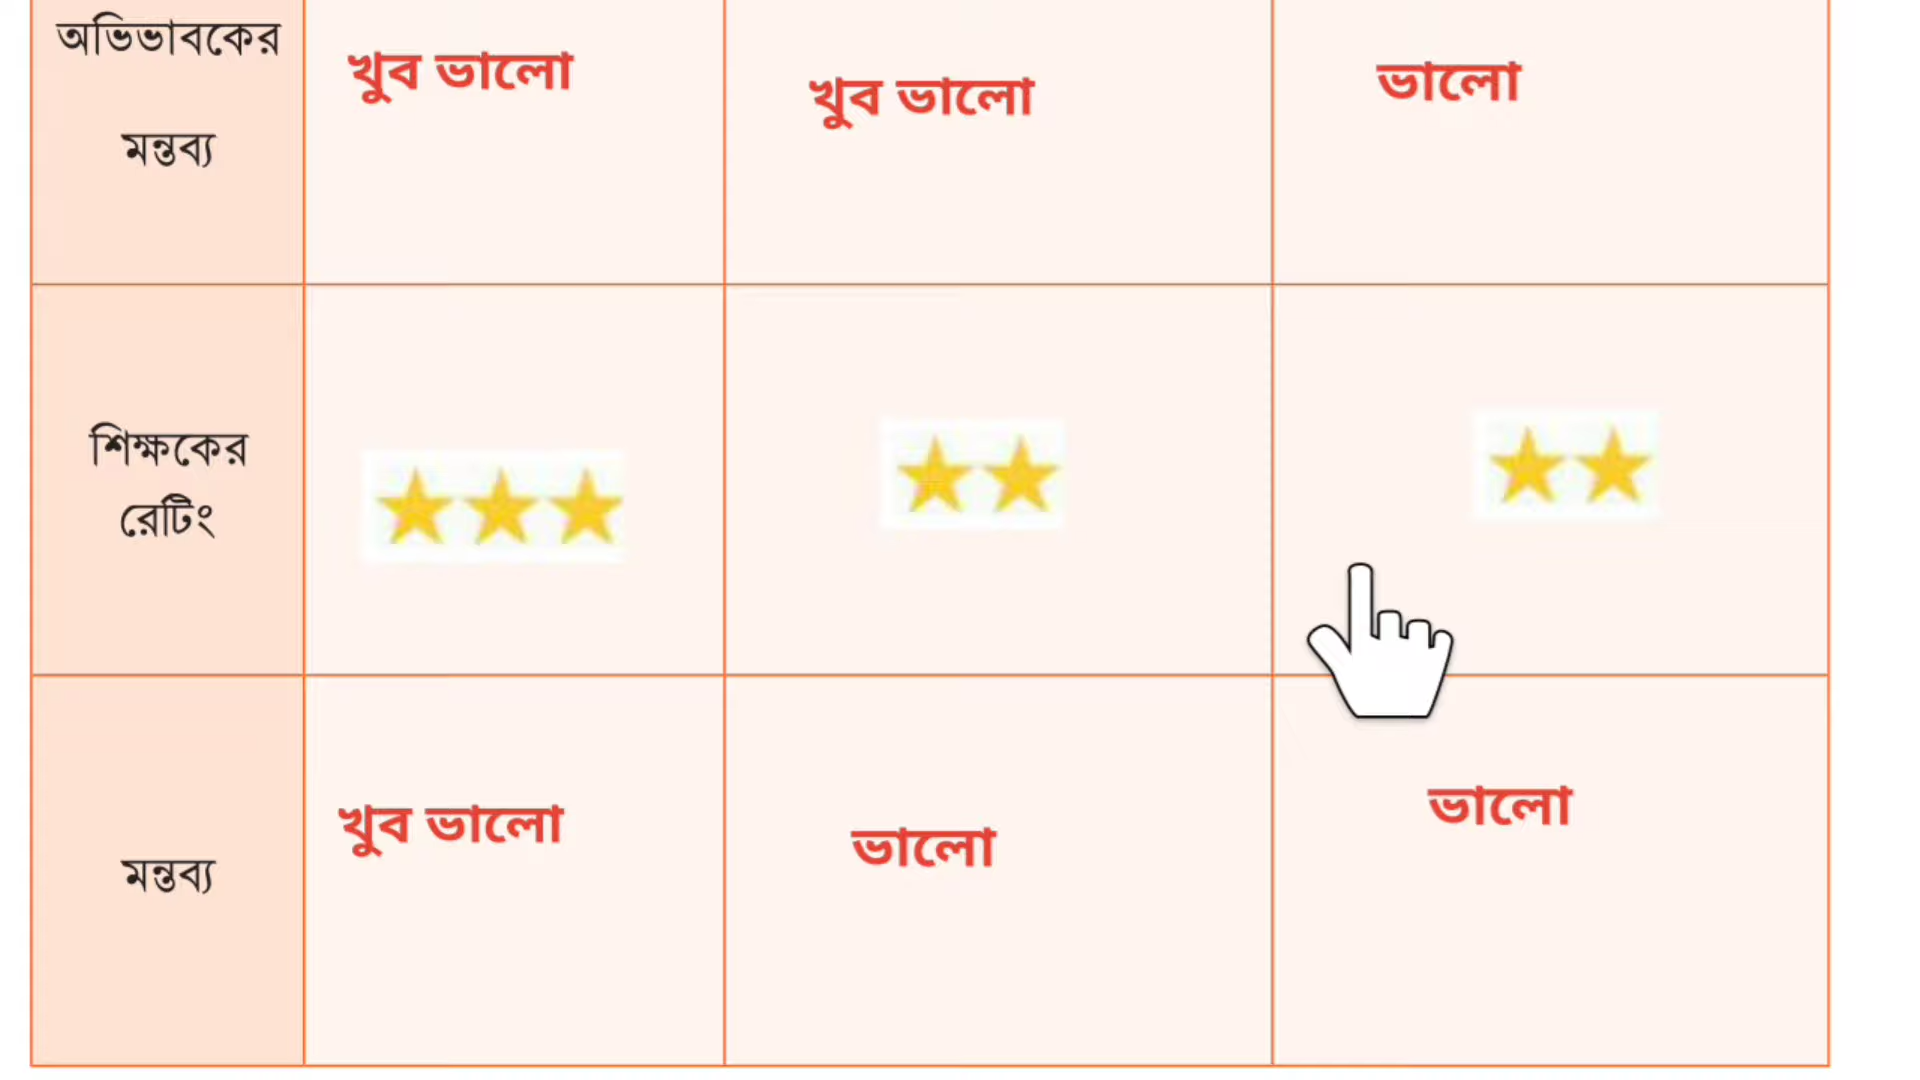 অভিভাবকের
মন্তব্য
খুব ভালো
খুব ভালো
ভালো
শিক্ষকের
রেটিং
মন্তব্য
খুব ভালো
ভালো
ভালো